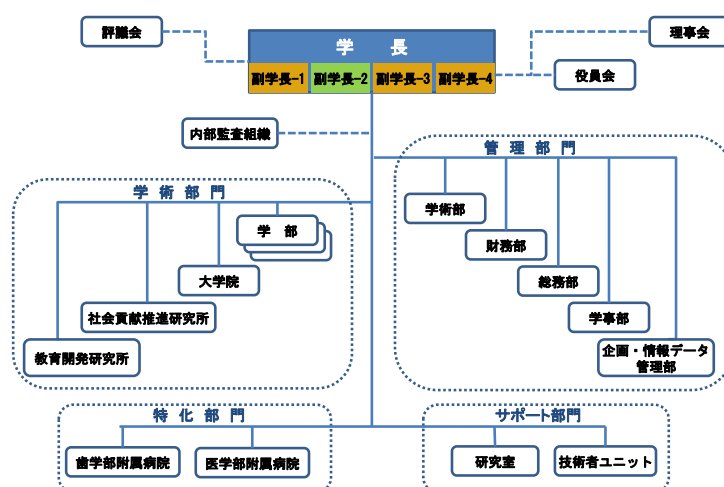 評議会
学　長
理事会
副学長-1
副学長-2
副学長-3
副学長-4
役員会
内部監査組織
管 理 部 門
学 術 部 門
学術部
学　部
財務部
大学院
総務部
社会貢献推進研究所
学事部
教育開発研究所
企画・情報データ
管理部
特 化 部 門
サポート部門
歯学部附属病院
医学部附属病院
研究室
技術者ユニット